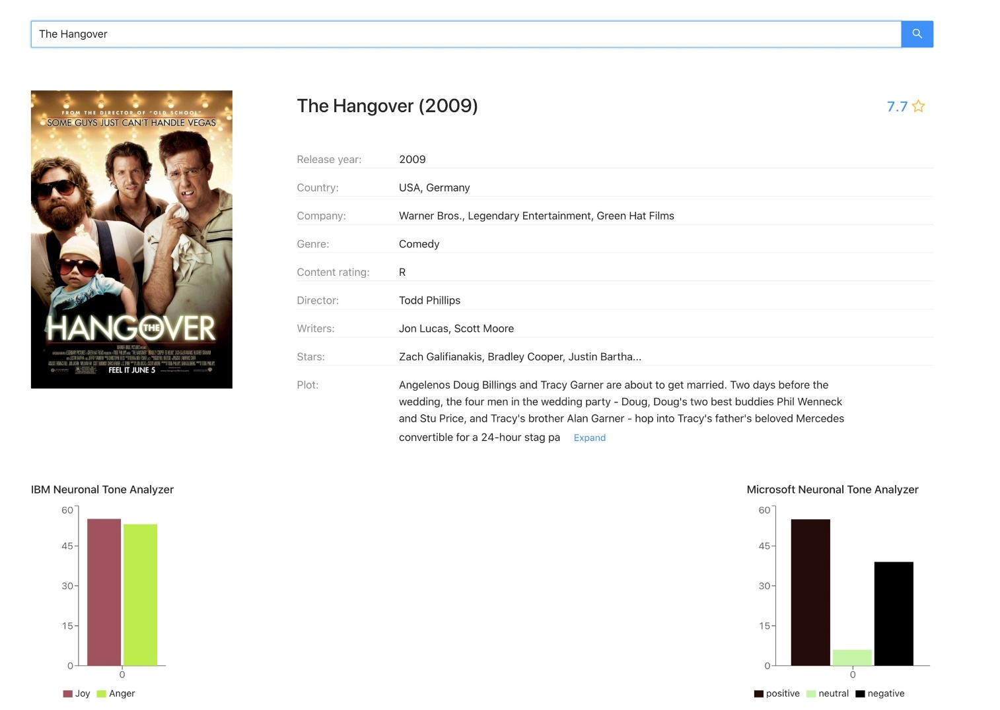 The Hangover
FROM THE DIRECTOR OF "OLD SCHOOL"
SOME GUYS JUST CAN'T HANDLE VEGAS
HANGOVER
THE
FEEL IT JUNE 5
The Hangover (2009)
7.7
Release year: 2009
Country: USA, Germany
Company: Warner Bros., Legendary Entertainment, Green Hat Films
Genre: Comedy
Content rating: R
Director: Todd Phillips
Writers: Jon Lucas, Scott Moore
Stars: Zach Galifianakis, Bradley Cooper, Justin Bartha...
Plot: Angelenos Doug Billings and Tracy Garner are about to get married. Two days before the
wedding, the four men in the wedding party - Doug, Doug's two best buddies Phil Wenneck
and Stu Price, and Tracy's brother Alan Garner - hop into Tracy's father's beloved Mercedes
convertible for a 24-hour stag pa Expand
IBM Neuronal Tone Analyzer
60
45
30
15
0
0
Joy Anger
Microsoft Neuronal Tone Analyzer
60
45
30
15
0
0
positive neutral negative